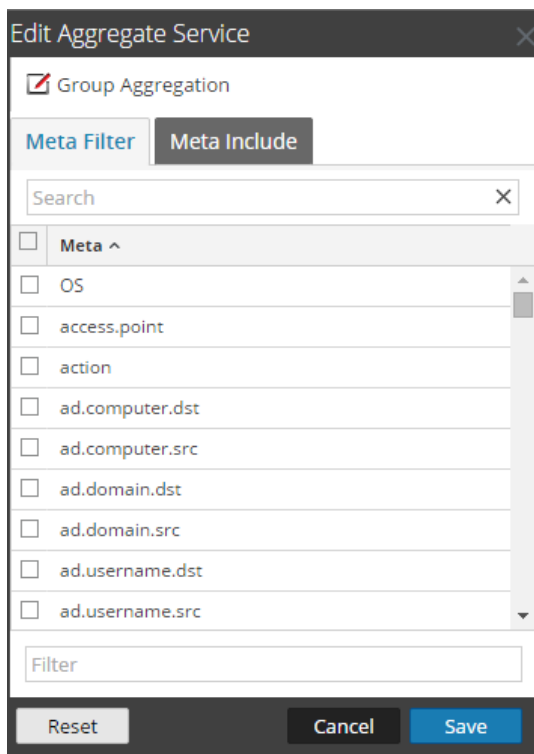 Edit Aggregate Service
Group Aggregation
Meta Filter Meta Include
Search
Meta
OS
access.point
action
ad.computer.dst
ad.computer.src
ad.domain.dst
ad.domain.src
ad.username.dst
ad.username.src
Filter
Reset Cancel Save